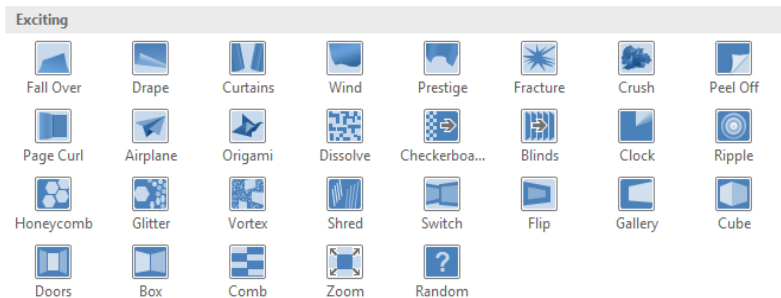 Exciting
Fall Over Drape Curtains Wind Prestige Fracture Crush Peel Off
Page Curl Airplane Origami Dissolve Checkerboa... Blinds Clock Ripple
Honeycomb Glitter Vortex Shred Switch Flip Gallery Cube
?
Doors Box Comb Zoom Random